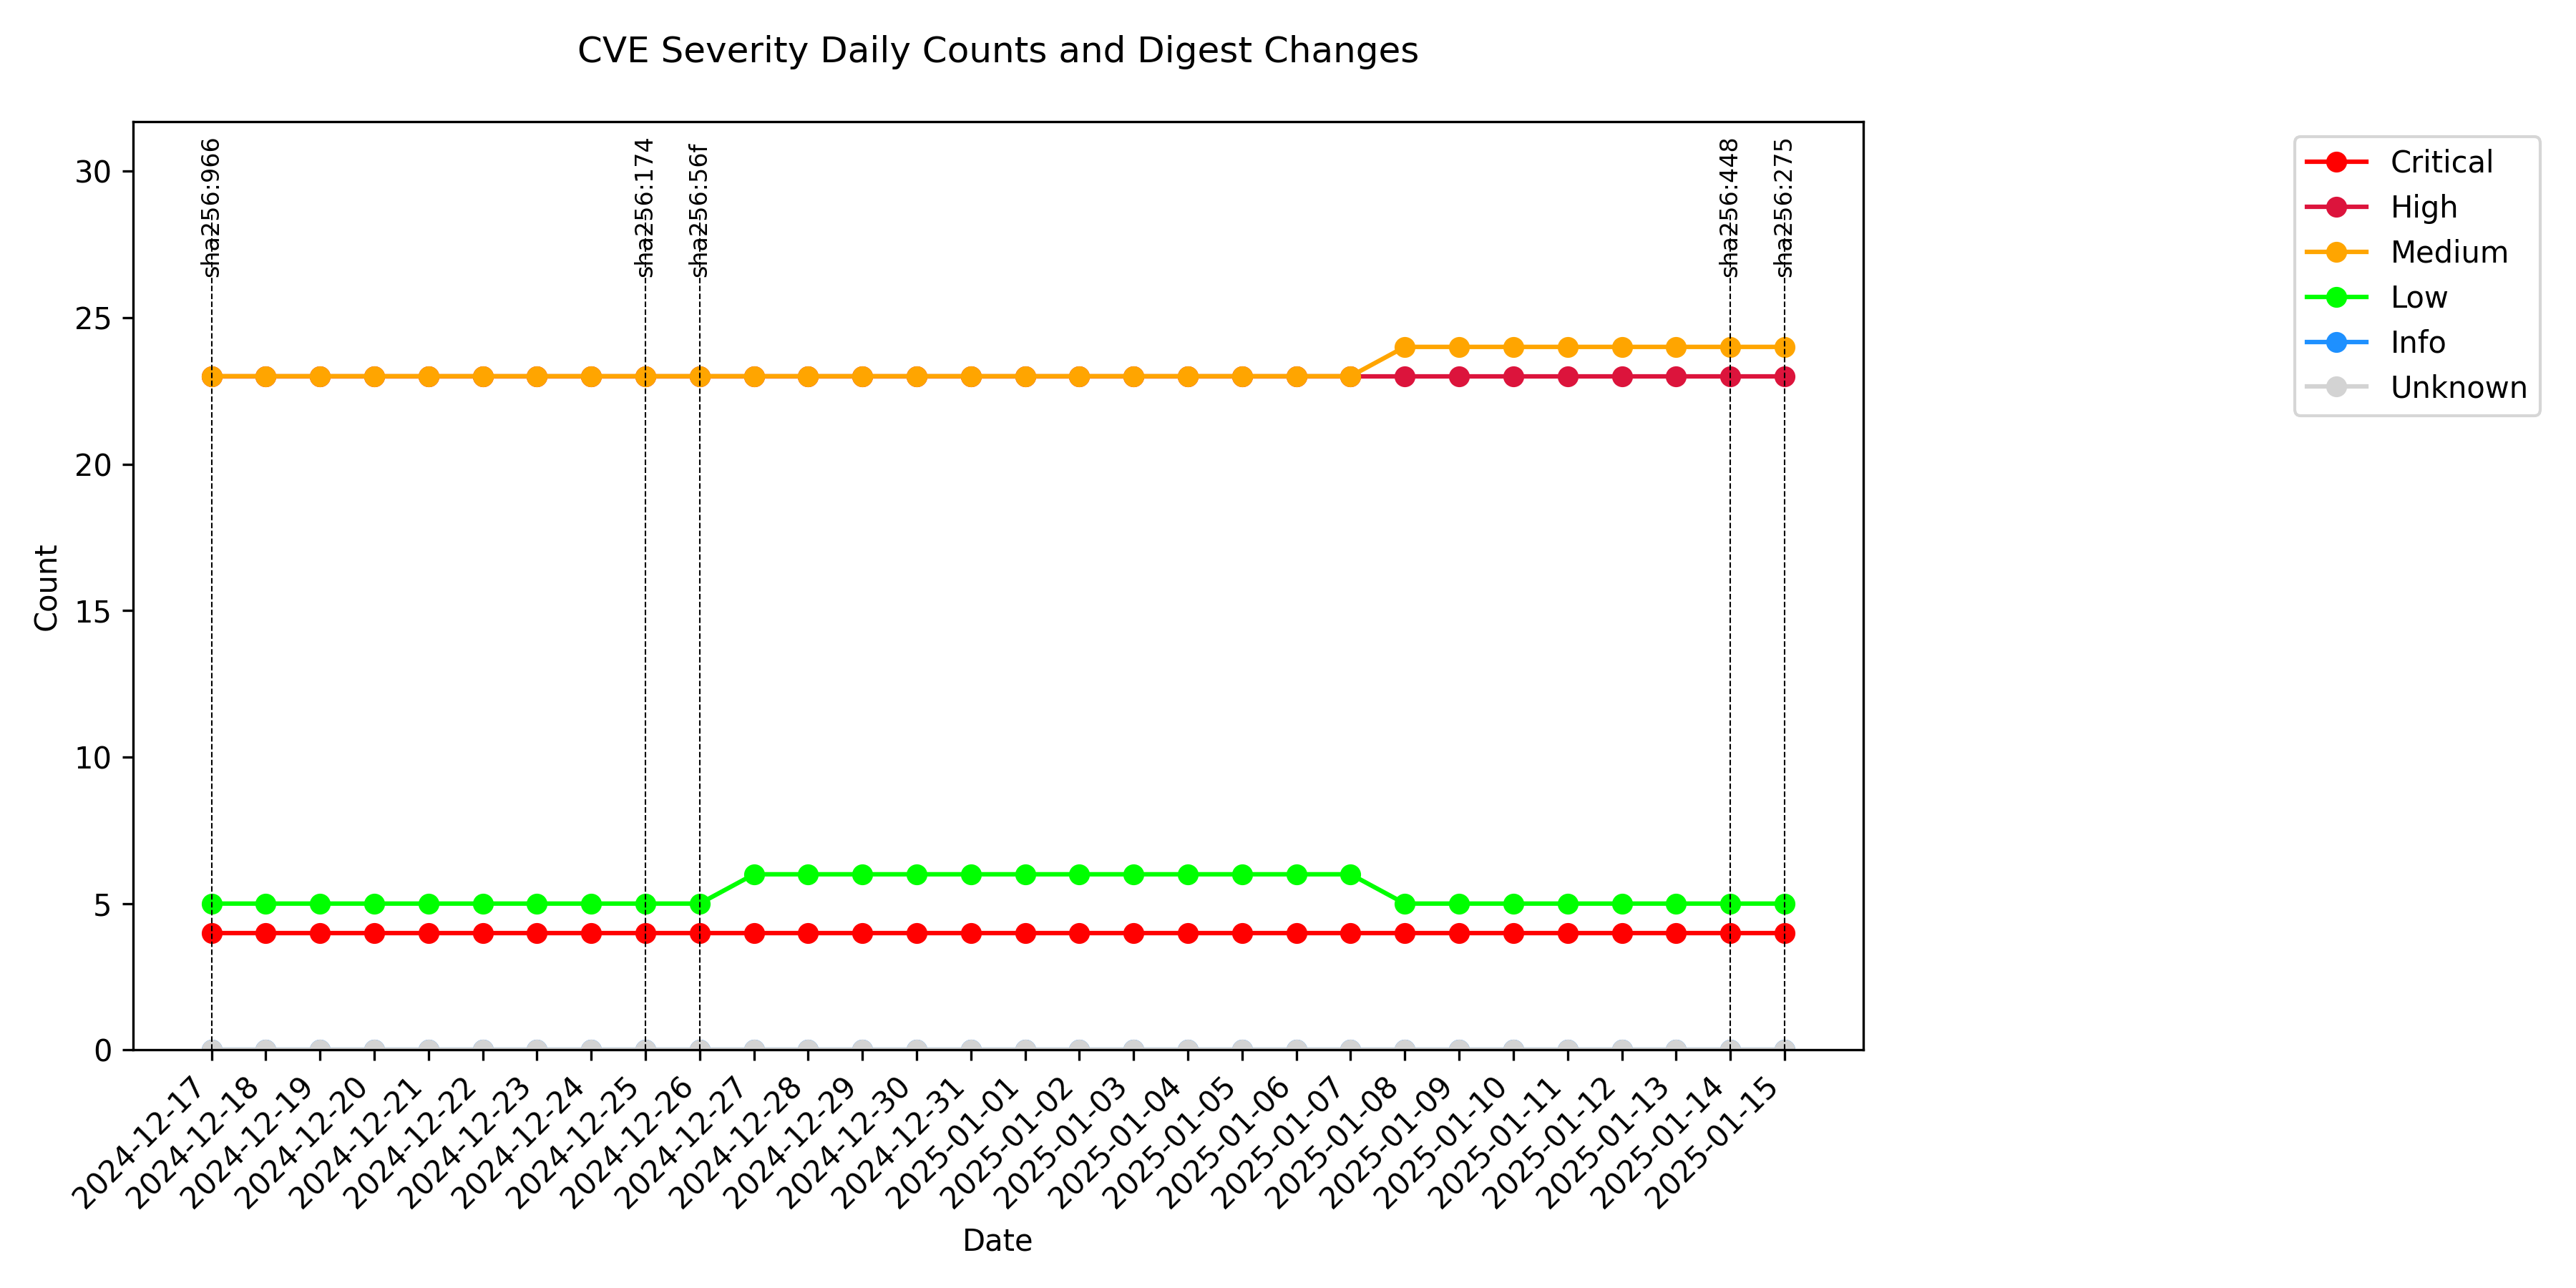 CVE Severity Daily Counts and Digest Changes
sha256:966
sha256:174
sha256:56f
sha256:448
sha256:275
Critical
High
Medium
Low
Info
Unknown
30
25
20
15
10
5
0
Count
2024-12-17
2024-12-18
2024-12-19
2024-12-20
2024-12-21
2024-12-22
2024-12-23
2024-12-24
2024-12-25
2024-12-26
2024-12-27
2024-12-28
2024-12-29
2024-12-30
2024-12-31
2025-01-01
2025-01-02
2025-01-03
2025-01-04
2025-01-05
2025-01-06
2025-01-07
2025-01-08
2025-01-09
2025-01-10
2025-01-11
2025-01-12
2025-01-13
2025-01-14
2025-01-15
Date